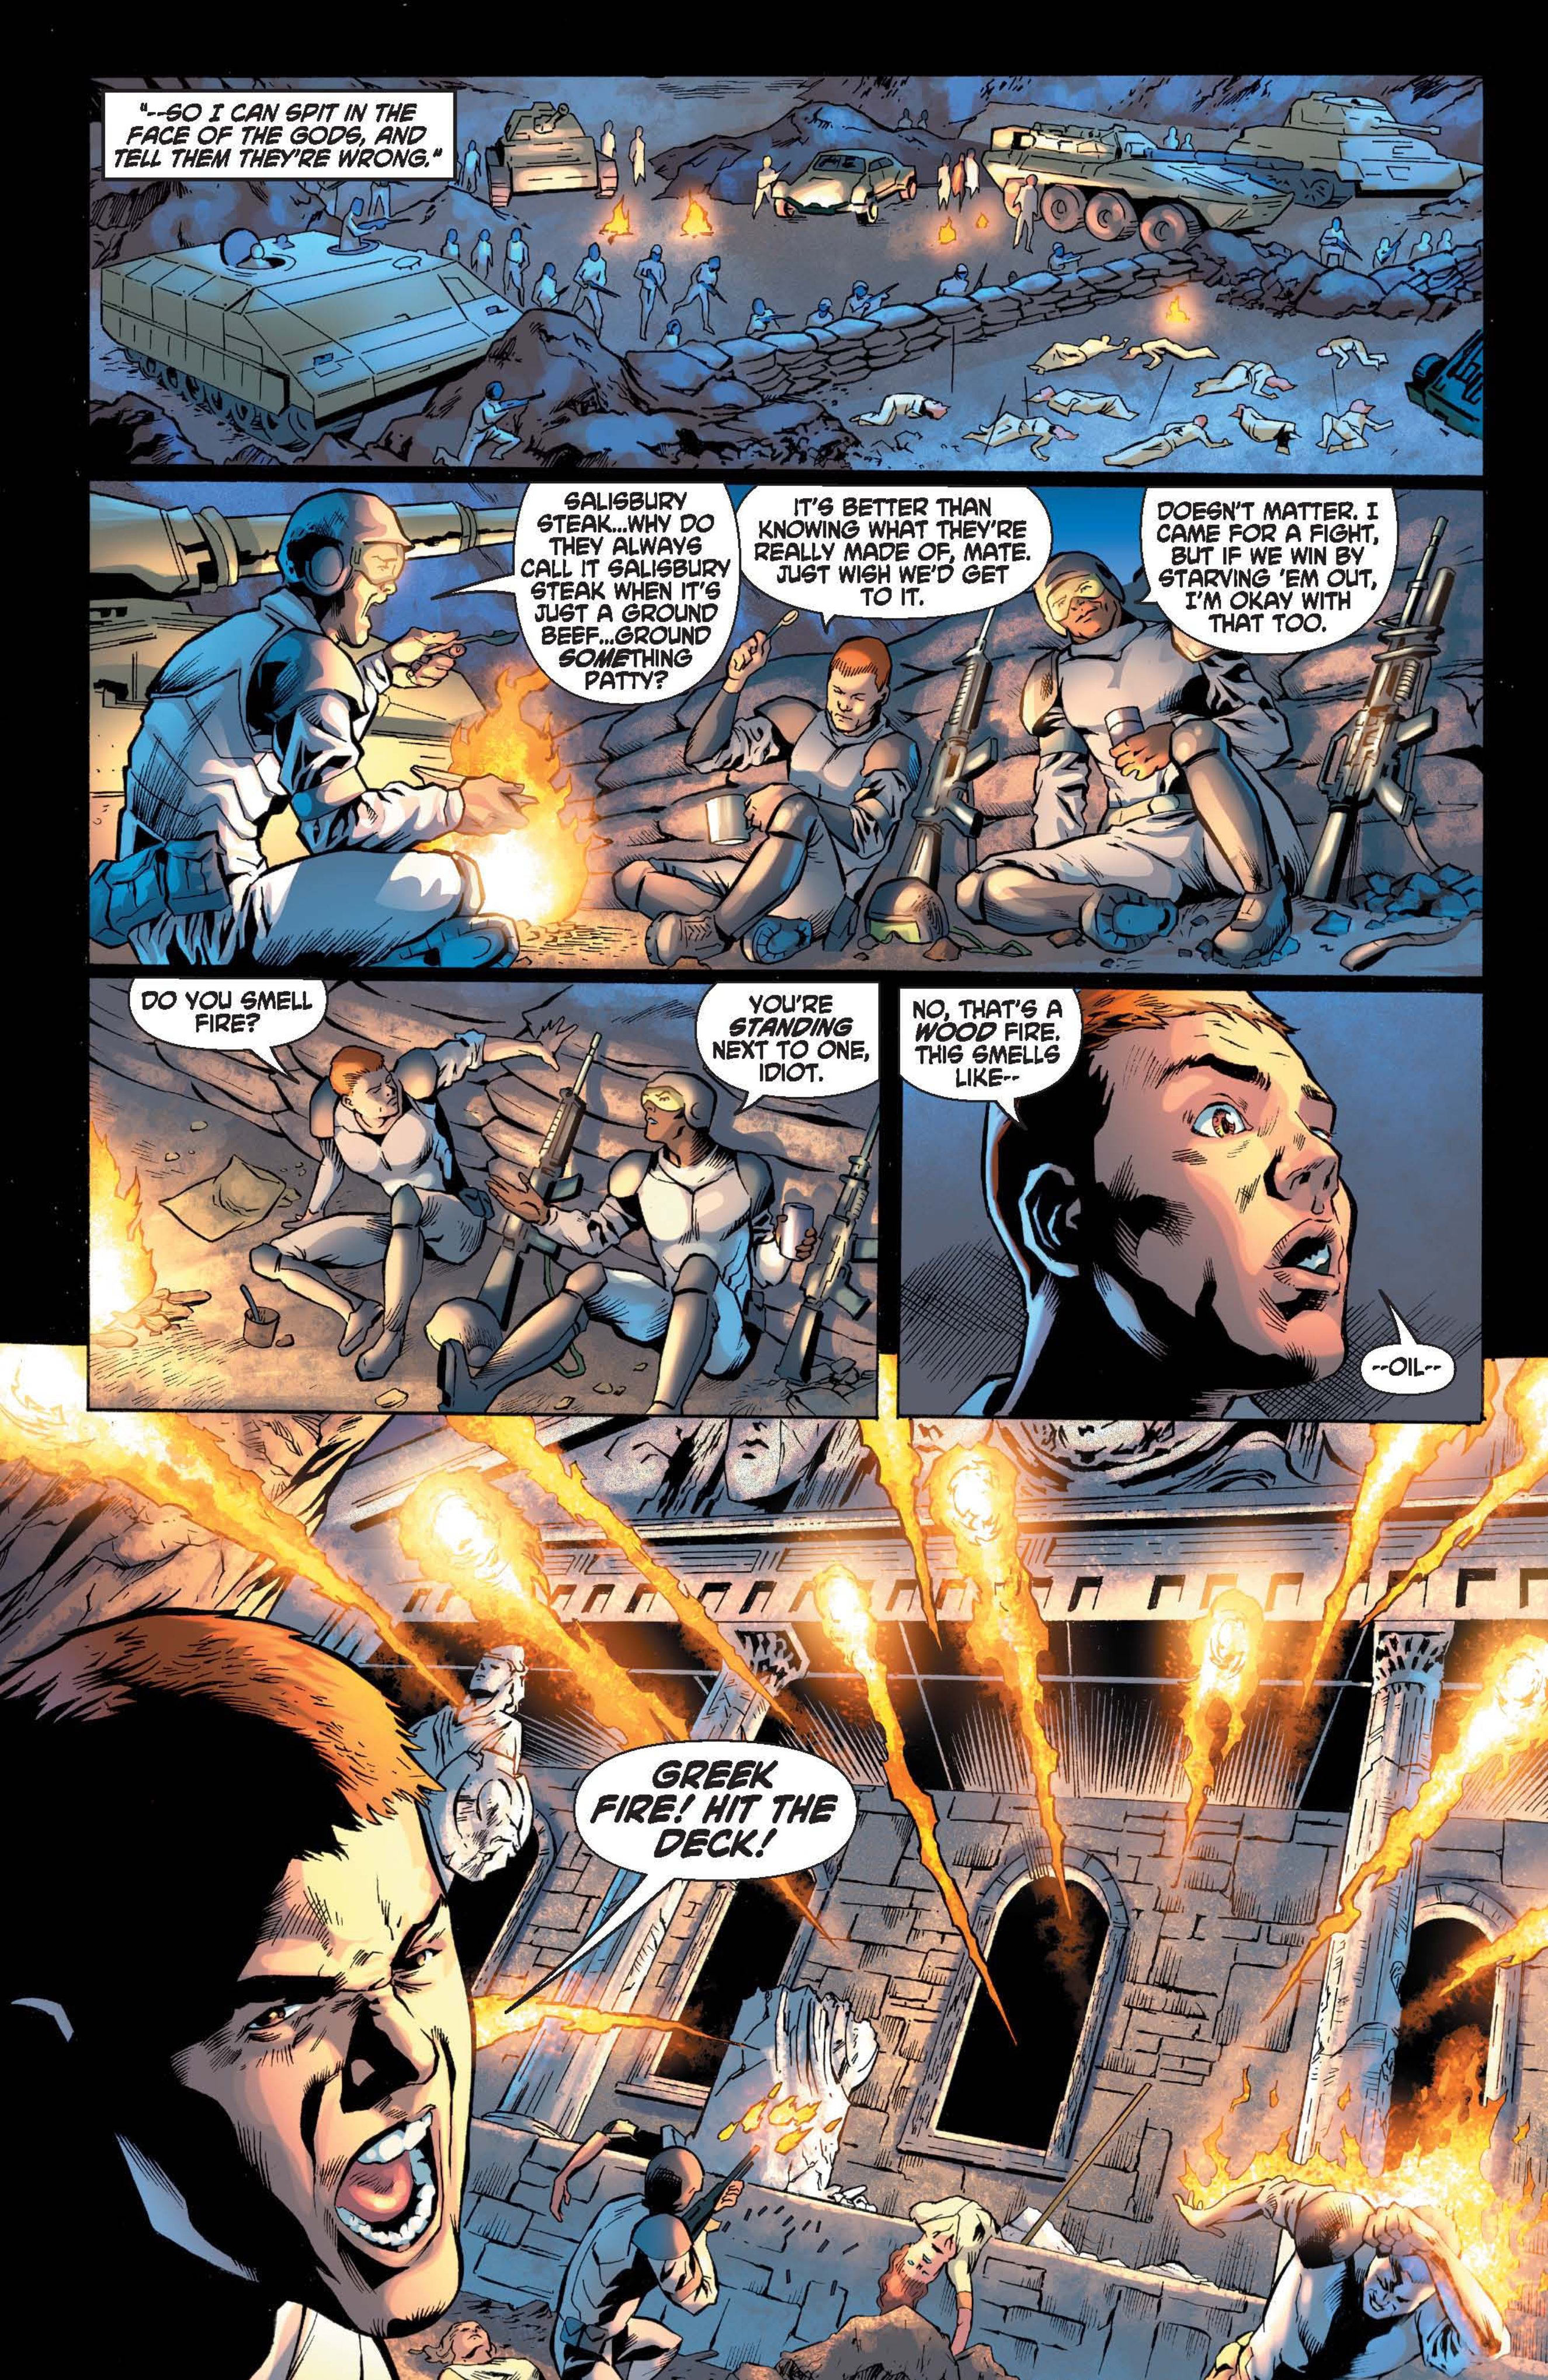 "--SO I CAN SPIT IN THE
FACE OF THE GODS, AND
TELL THEM THEY'RE WRONG."
SALISBURY
STEAK...WHY DO
THEY ALWAYS
CALL IT SALISBURY
STEAK WHEN IT'S
JUST A GROUND
BEEF...GROUND
SOMETHING
PATTY?
IT'S BETTER THAN
KNOWING WHAT THEY'RE
REALLY MADE OF, MATE.
JUST WISH WE'D GET
TO IT.
DOESN'T MATTER. I
CAME FOR A FIGHT,
BUT IF WE WIN BY
STARVING 'EM OUT,
I'M OKAY WITH
THAT TOO.
DO YOU SMELL
FIRE?
YOU'RE
STANDING
NEXT TO ONE,
IDIOT.
NO, THAT'S A
WOOD FIRE.
THIS SMELLS
LIKE--
--OIL--
GREEK
FIRE! HIT THE
DECK!